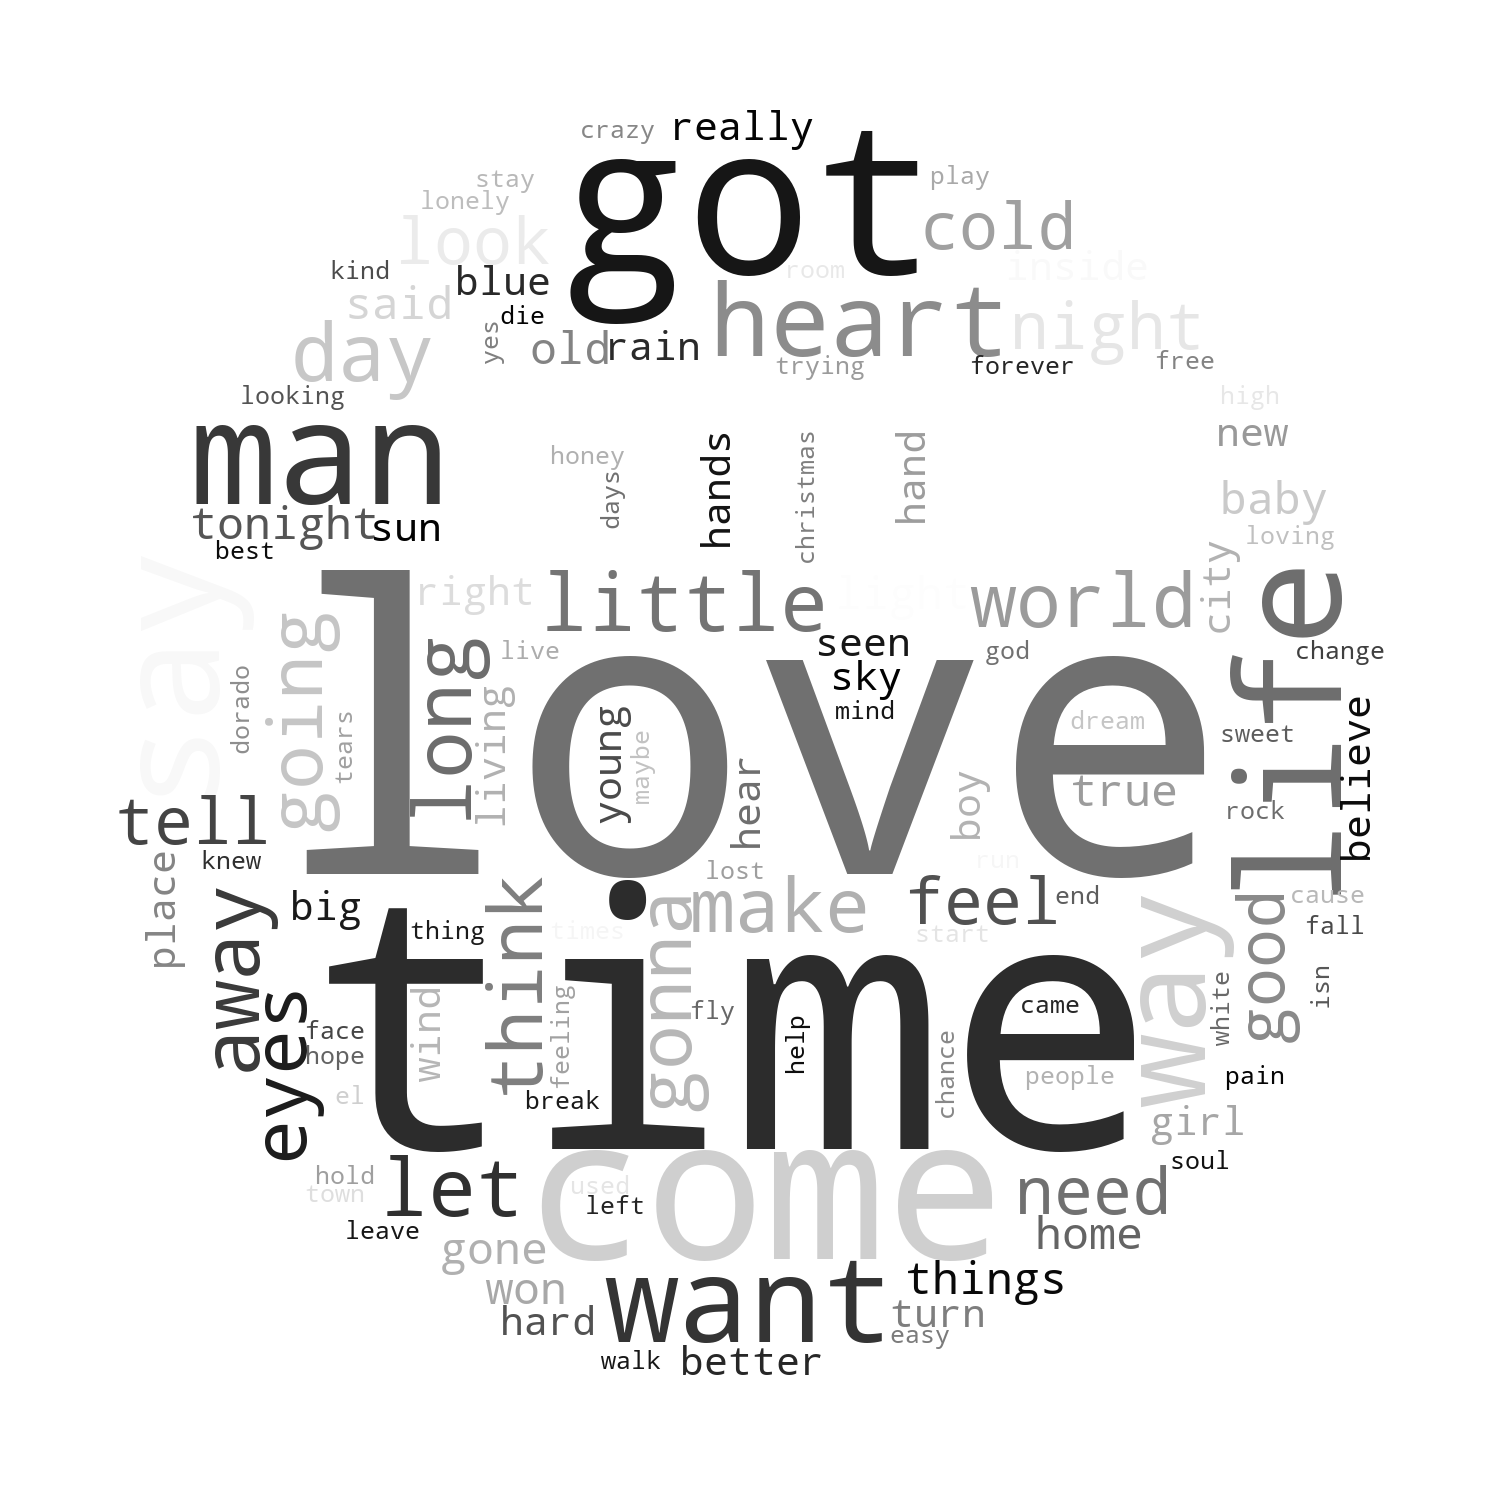 crazy
really
got
stay
play
lonely
look
cold
kind
blue
room
inside
said
die
heart
night
day
yes
old
rain
trying
forever
free
looking
high
man
honey
days
hands
christmas
hand
new
tonight
sun
baby
best
loving
say
right
little
light
world
city
life
going
long
live
seen
god
change
dorado
tears
living
love
sky
mind
young
maybe
dream
sweet
believe
tell
hear
boy
true
rock
knew
place
lost
run
big
think
gonna
make
feel
end
way
good
cause
away
thing
times
start
fall
time
eyes
face
hope
wind
feeling
fly
help
came
white
isn
el
break
chance
people
pain
girl
hold
town
let
used
left
come
need
soul
leave
gone
home
won
want
things
hard
turn
easy
walk
better